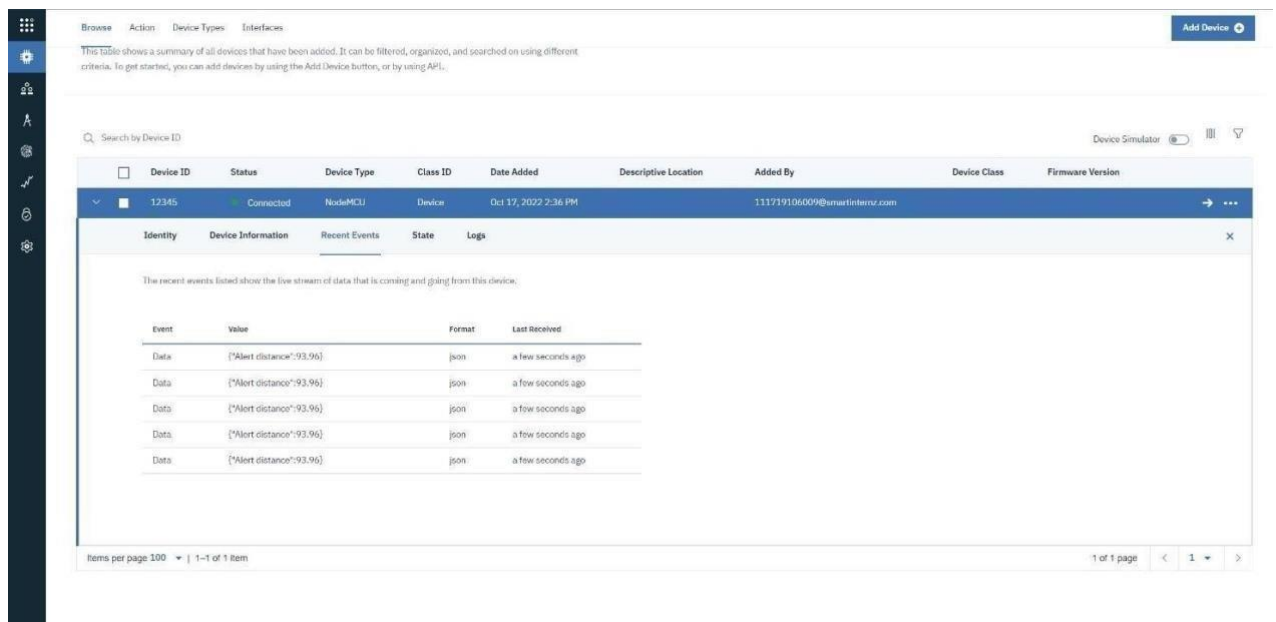 Browse Action Device Types Interfaces
Add Device
This table shows a summary of all devices that have been added. It can be filtered, organized, and searched on using different
criteria. To get started, you can add devices by using the Add Device button, or by using API.
Search by Device ID
Device Simulator
Device ID Status Device Type Class ID Date Added Descriptive Location Added By Device Class Firmware Version
12345 Connected NodeMCU Device Oct 17, 2022 2:36 PM 111719106009@smartinternz.com
Identity Device Information Recent Events State Logs
The recent events listed show the live stream of data that is coming and going from this device.
Event Value Format Last Received
Data {"Alert distance":93.96} json a few seconds ago
Data {"Alert distance":93.96} json a few seconds ago
Data {"Alert distance":93.96} json a few seconds ago
Data {"Alert distance":93.96} json a few seconds ago
Data {"Alert distance":93.96} json a few seconds ago
Items per page 100 | 1–1 of 1 item
1 of 1 page 1